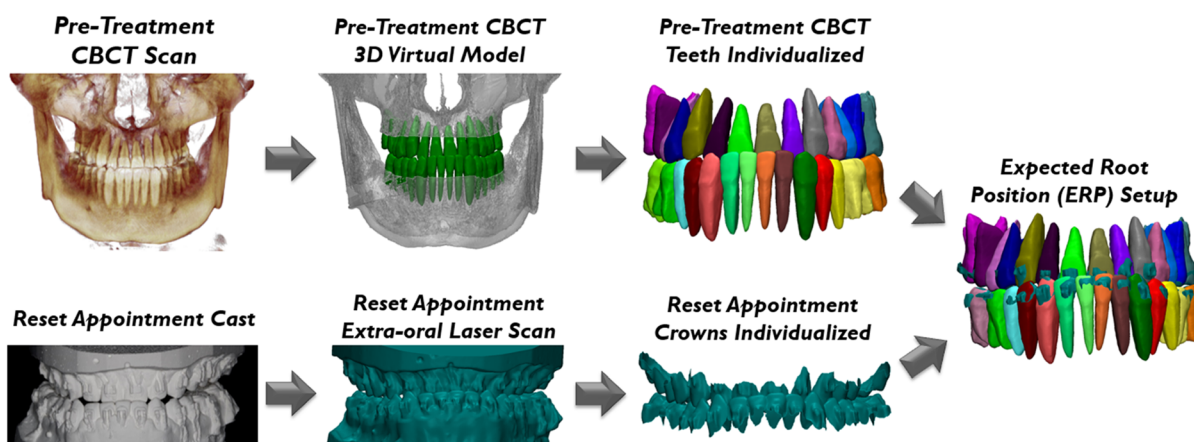 Pre-Treatment
CBCT Scan
Pre-Treatment CBCT
3D Virtual Model
Pre-Treatment CBCT
Teeth Individualized
Expected Root
Position (ERP) Setup
Reset Appointment Cast
Reset Appointment
Extra-oral Laser Scan
Reset Appointment
Crowns Individualized